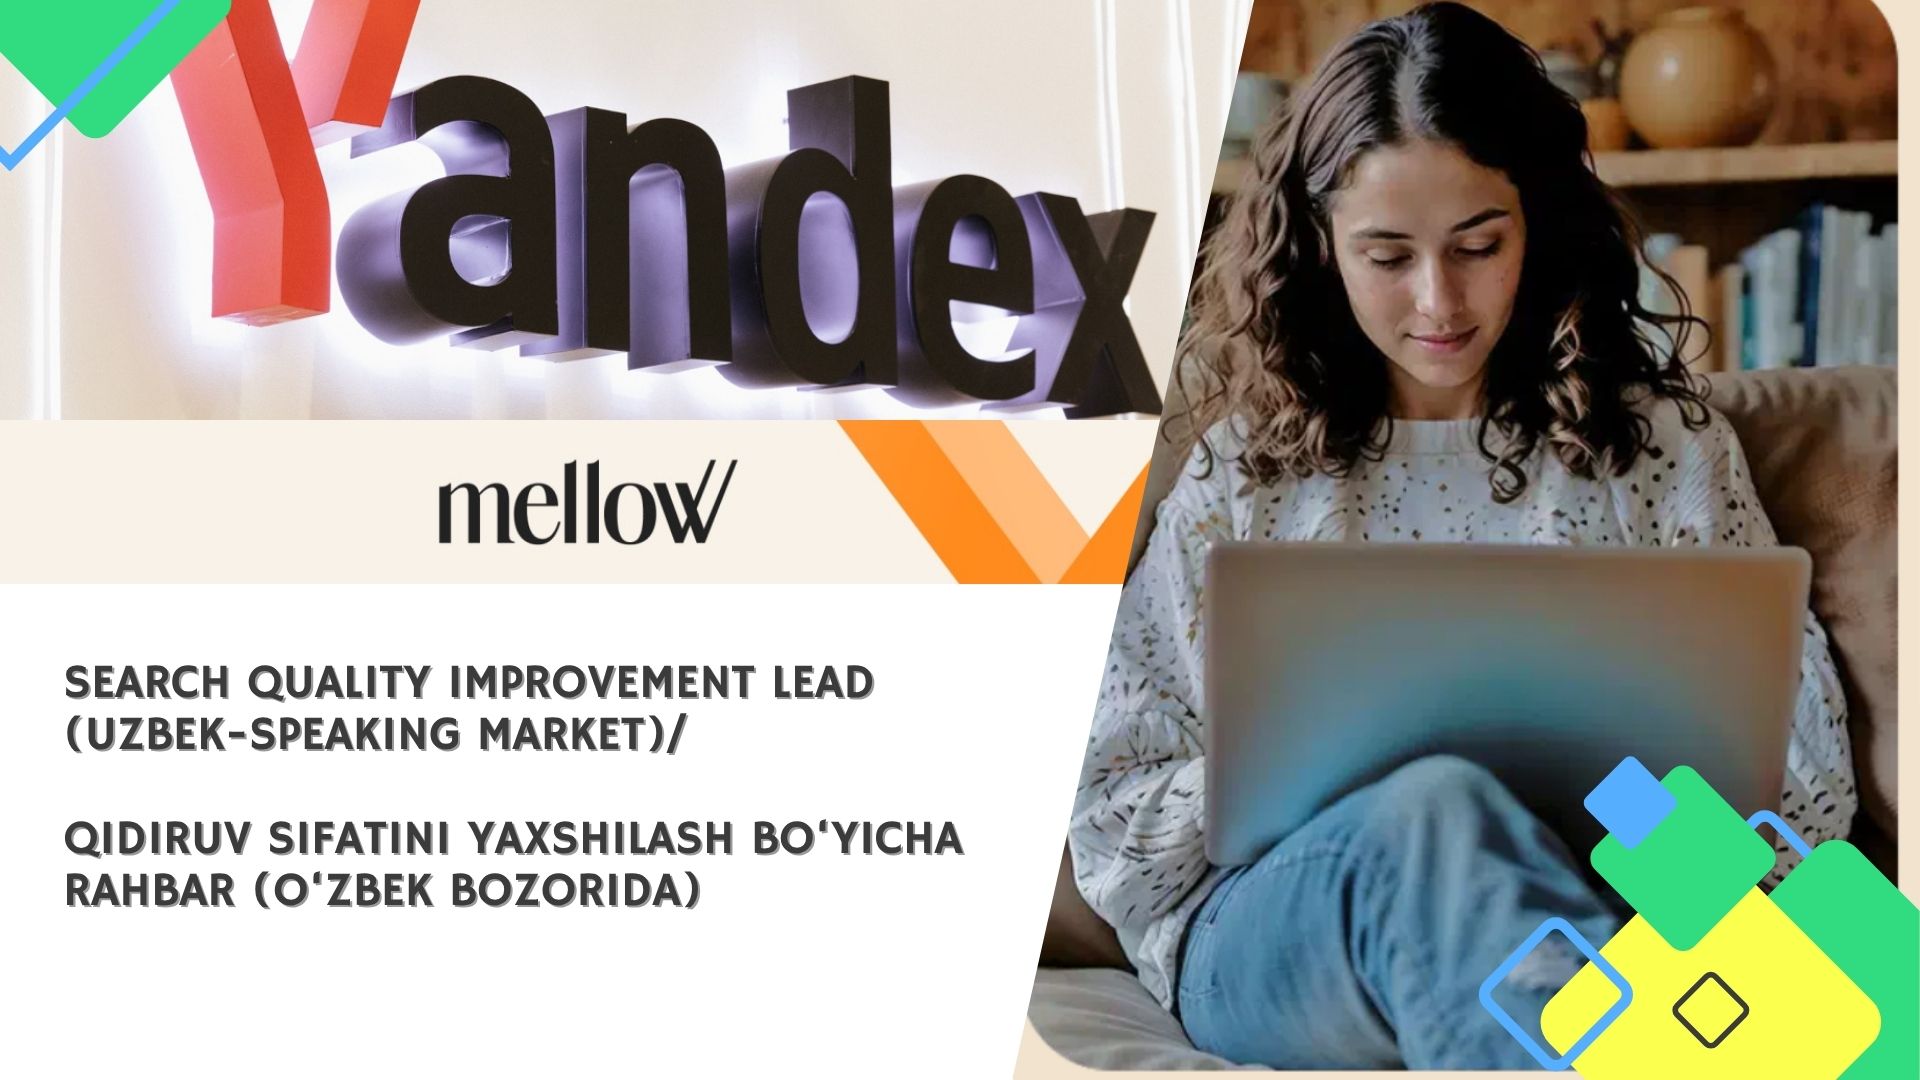 Yandex
mellow
SEARCH QUALITY IMPROVEMENT LEAD
(UZBEK-SPEAKING MARKET)/
QIDIRUV SIFATINI YAXSHILASH BO‘YICHA
RAHBAR (O‘ZBEK BOZORIDA)